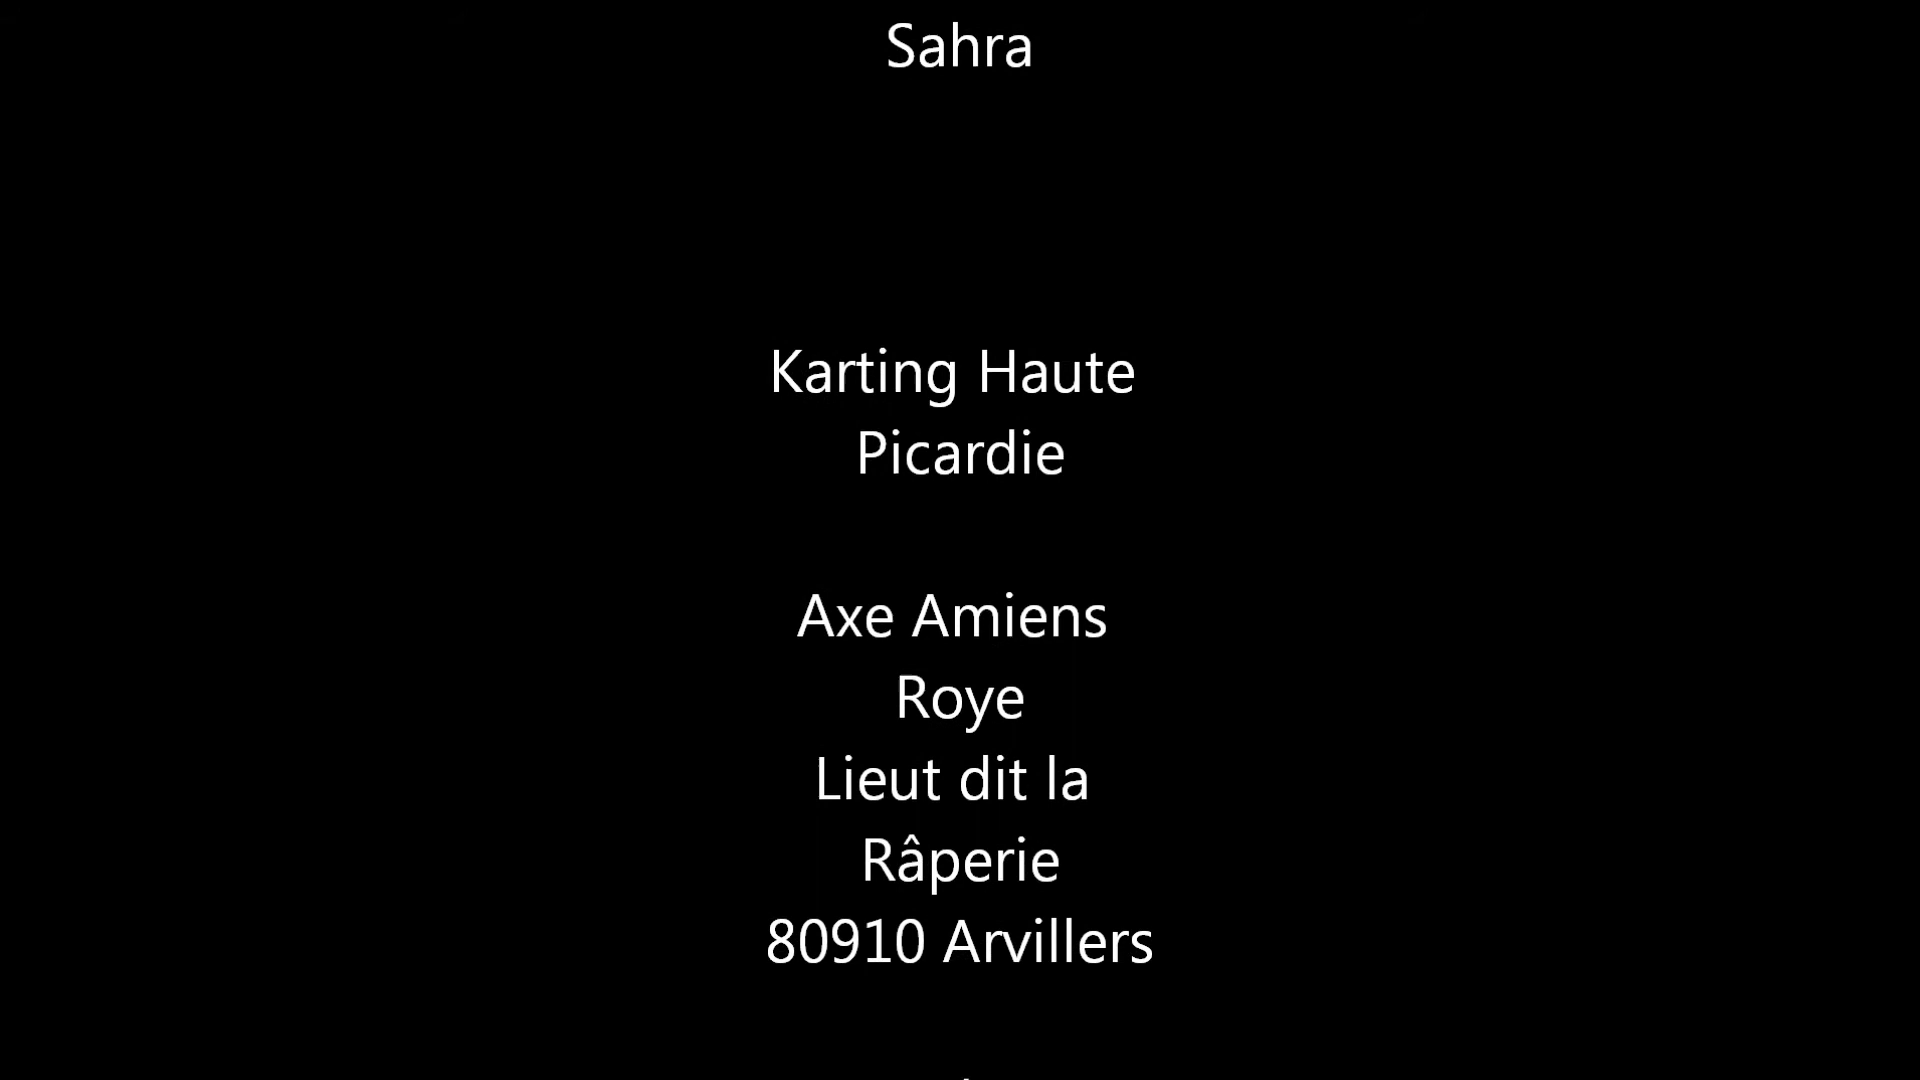 Sahra
Karting Haute
Picardie
Axe Amiens
Roye
Lieut dit la
Râperie
80910 Arvillers